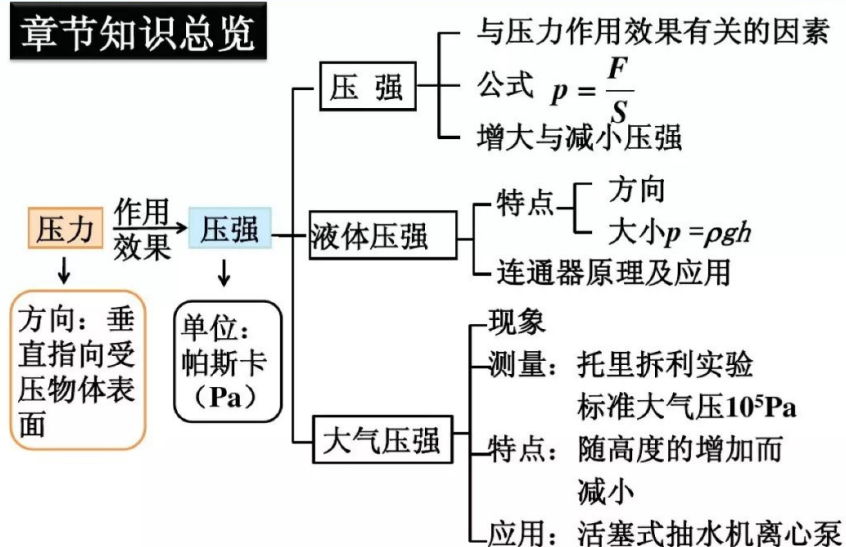 章节知识总览
压力
作用
效果
压强
方向：垂
直指向受
压物体表
面
单位：
帕斯卡
（Pa）
压 强
与压力作用效果有关的因素
公式 p = F/S
增大与减小压强
液体压强
特点
方向
大小p =ρgh
连通器原理及应用
大气压强
现象
测量：托里拆利实验
标准大气压10⁵Pa
特点：随高度的增加而
减小
应用：活塞式抽水机离心泵